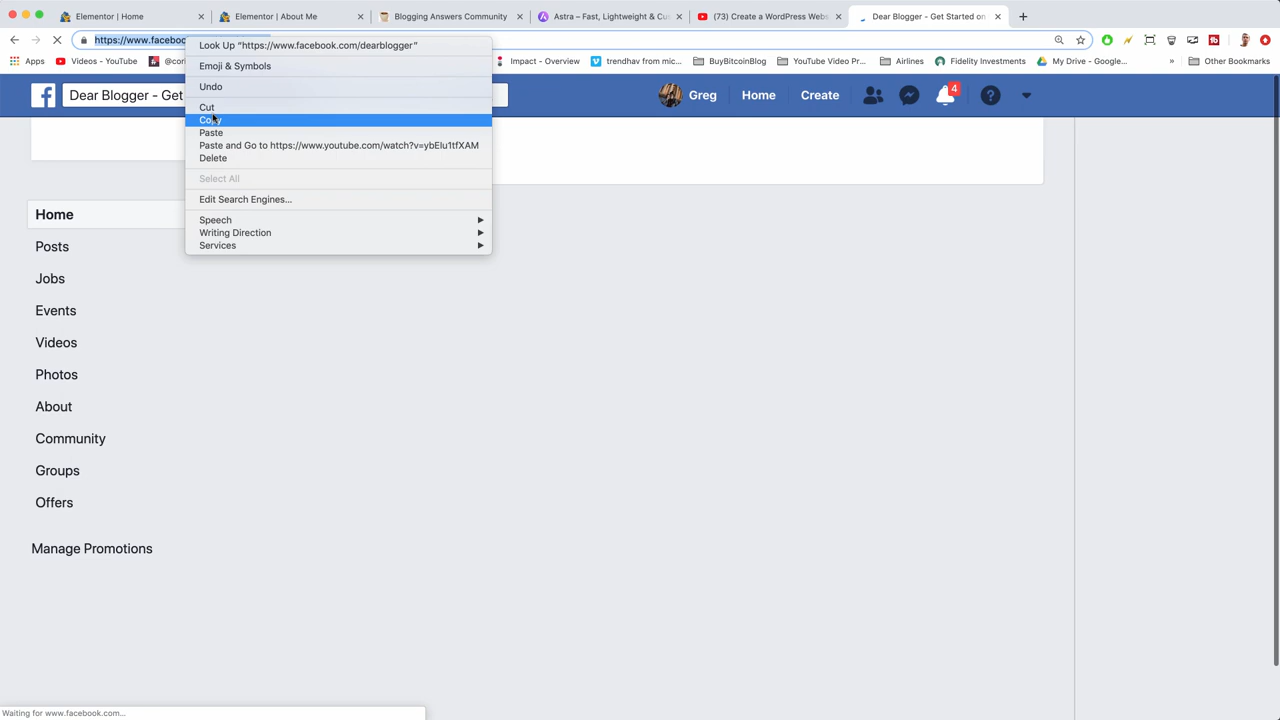 Elementor | Home
Elementor | About Me
Blogging Answers Community
Astra – Fast, Lightweight & Cu
(73) Create a WordPress Webs
Dear Blogger - Get Started on
https://www.faceboo
Apps
Videos - YouTube
@cor
Impact - Overview
trendhav from mic...
BuyBitcoinBlog
YouTube Video Pr...
Airlines
Fidelity Investments
My Drive - Google...
»
Other Bookmarks
Look Up “https://www.facebook.com/dearblogger”
Emoji & Symbols
Undo
Cut
Copy
Paste
Paste and Go to https://www.youtube.com/watch?v=ybElu1tfXAM
Delete
Select All
Edit Search Engines...
Speech
Writing Direction
Services
Dear Blogger - Get
Greg
Home
Create
4
Home
Posts
Jobs
Events
Videos
Photos
About
Community
Groups
Offers
Manage Promotions
Waiting for www.facebook.com...